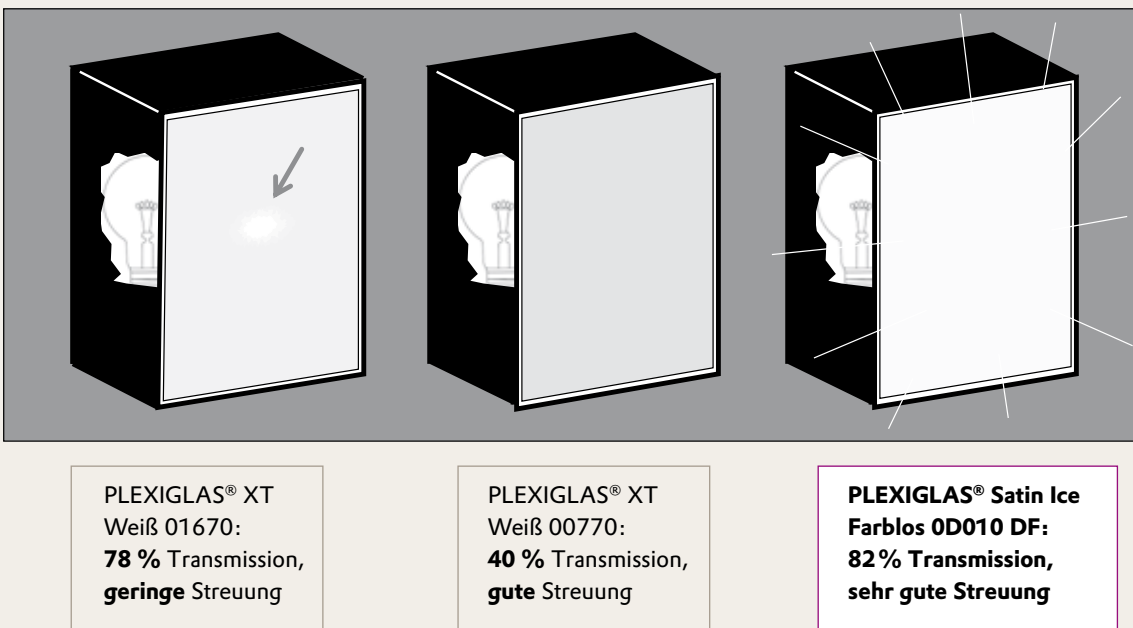 PLEXIGLAS® XT
Weiß 01670:
78 % Transmission,
geringe Streuung
PLEXIGLAS® XT
Weiß 00770:
40 % Transmission,
gute Streuung
PLEXIGLAS® Satin Ice
Farblos 0D010 DF:
82 % Transmission,
sehr gute Streuung